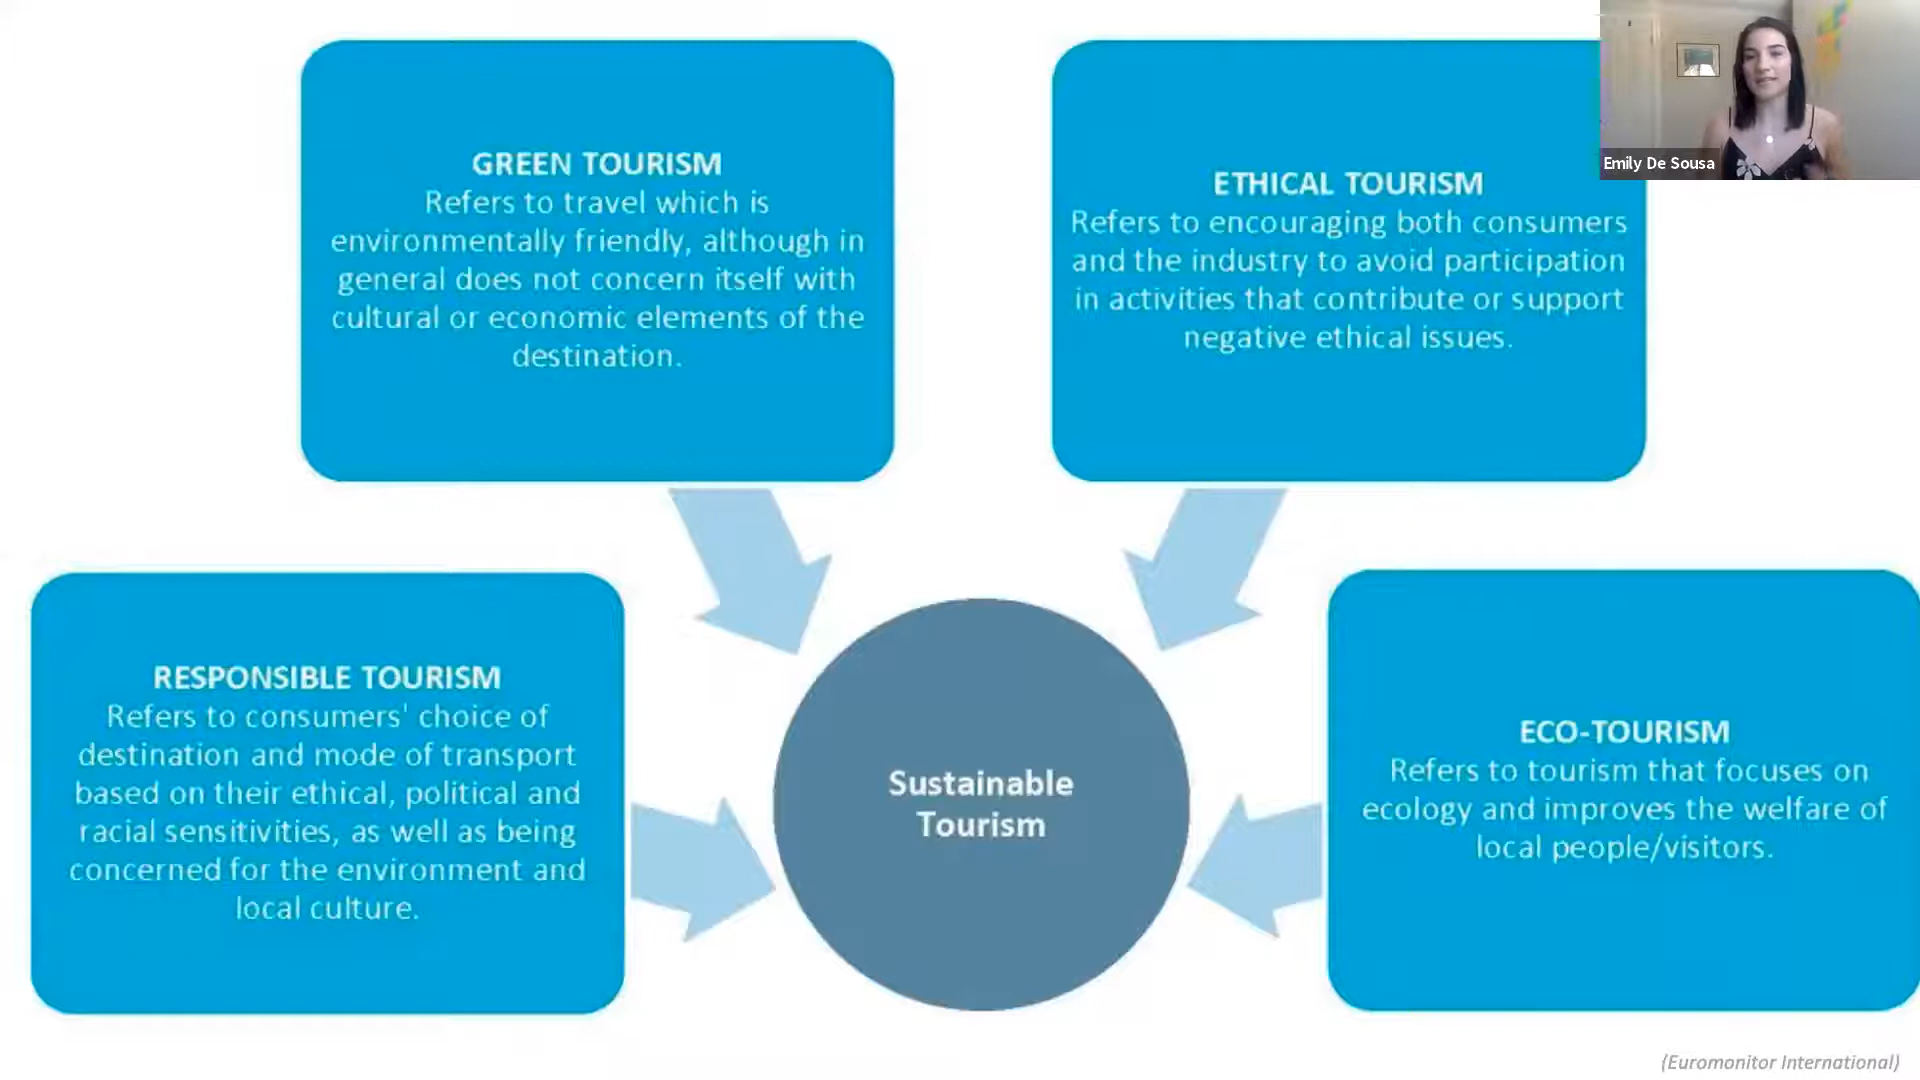 GREEN TOURISM
Refers to travel which is
environmentally friendly, although in
general does not concern itself with
cultural or economic elements of the
destination.
ETHICAL TOURISM
Refers to encouraging both consumers
and the industry to avoid participation
in activities that contribute or support
negative ethical issues.
Emily De Sousa
RESPONSIBLE TOURISM
Refers to consumers' choice of
destination and mode of transport
based on their ethical, political and
racial sensitivities, as well as being
concerned for the environment and
local culture.
Sustainable
Tourism
ECO-TOURISM
Refers to tourism that focuses on
ecology and improves the welfare of
local people/visitors.
(Euromonitor International)